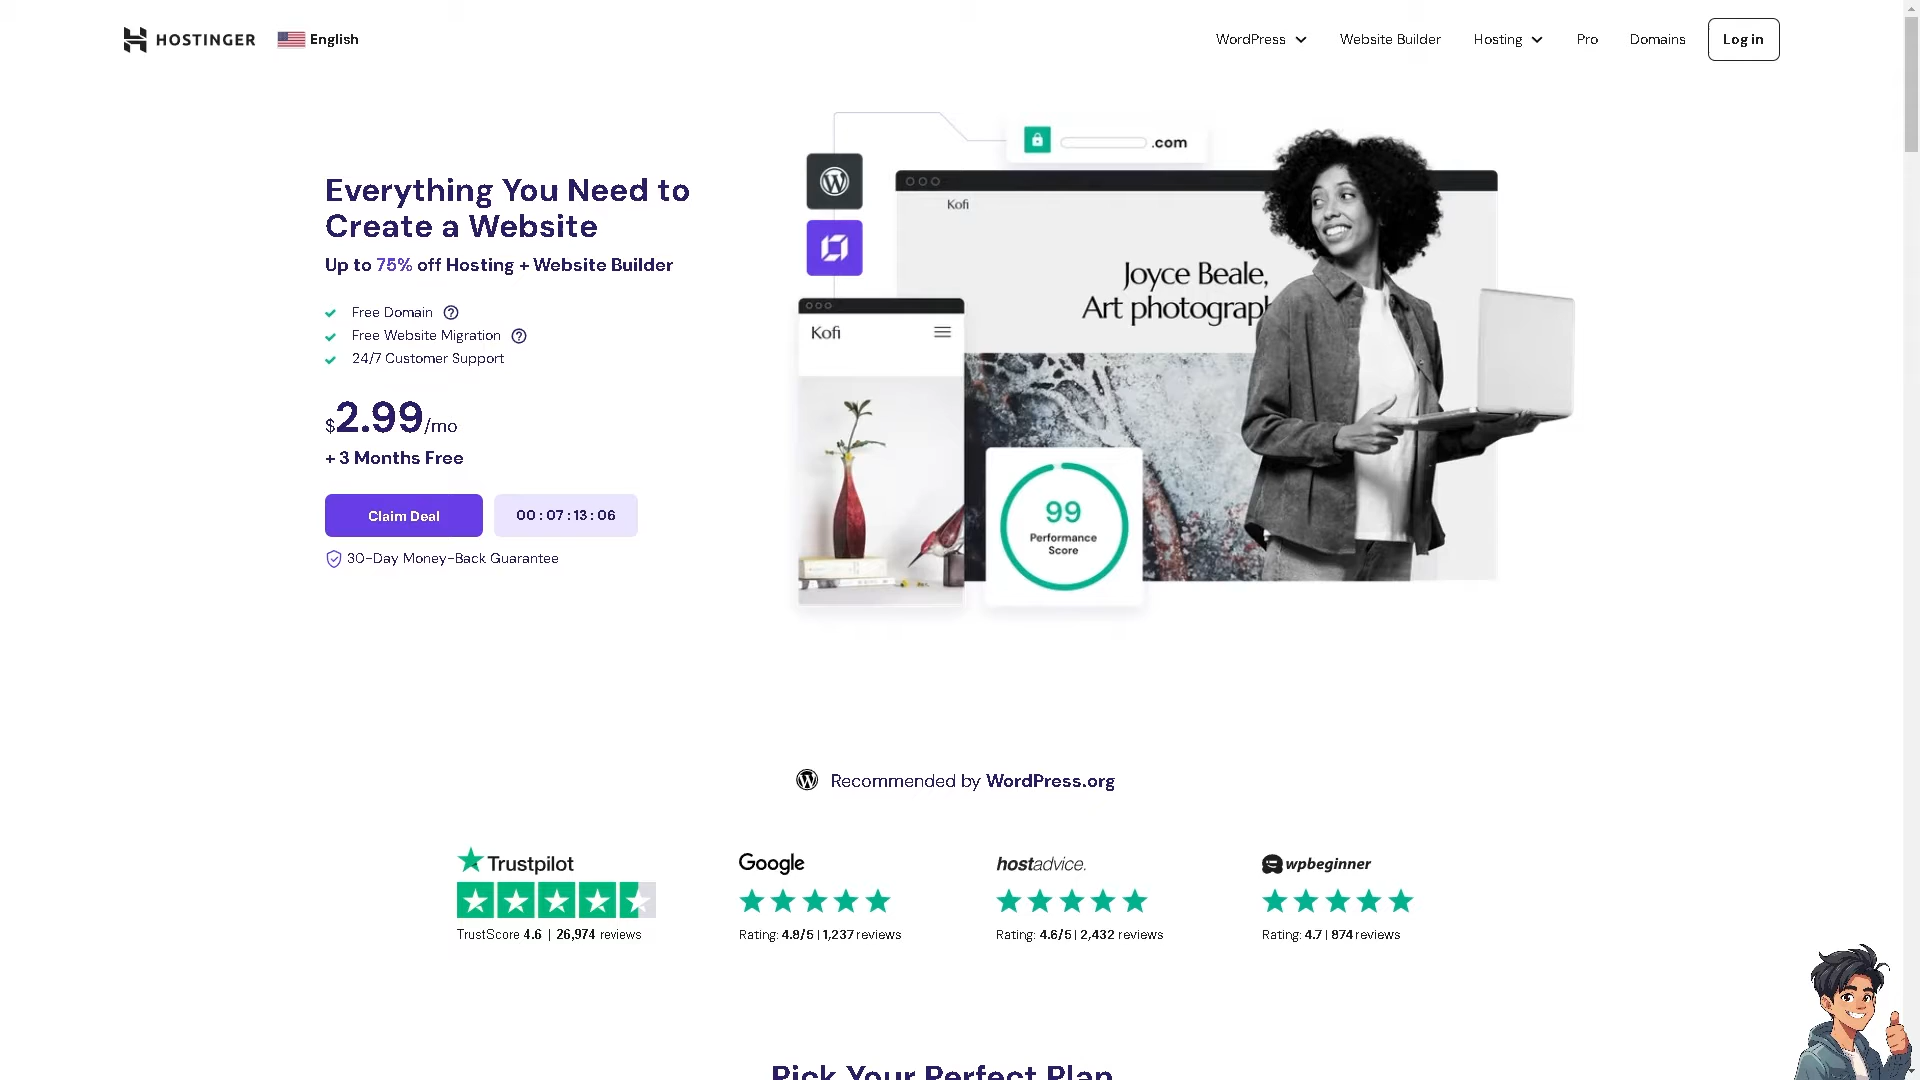 HOSTINGER
English
WordPress
Website Builder
Hosting
Pro
Domains
Log in
Everything You Need to
Create a Website
Up to 75% off Hosting + Website Builder
Free Domain
Free Website Migration
24/7 Customer Support
$2.99/mo
+ 3 Months Free
Claim Deal
00 : 07 : 13 : 06
30-Day Money-Back Guarantee
.com
Kofi
Joyce Beale,
Art photograph
Kofi
99
Performance
Score
Recommended by WordPress.org
Trustpilot
TrustScore 4.6 | 26,974 reviews
Google
Rating: 4.8/5 | 1,237 reviews
hostadvice.
Rating: 4.6/5 | 2,432 reviews
wpbeginner
Rating: 4.7 | 874 reviews
Pick Your Perfect Plan